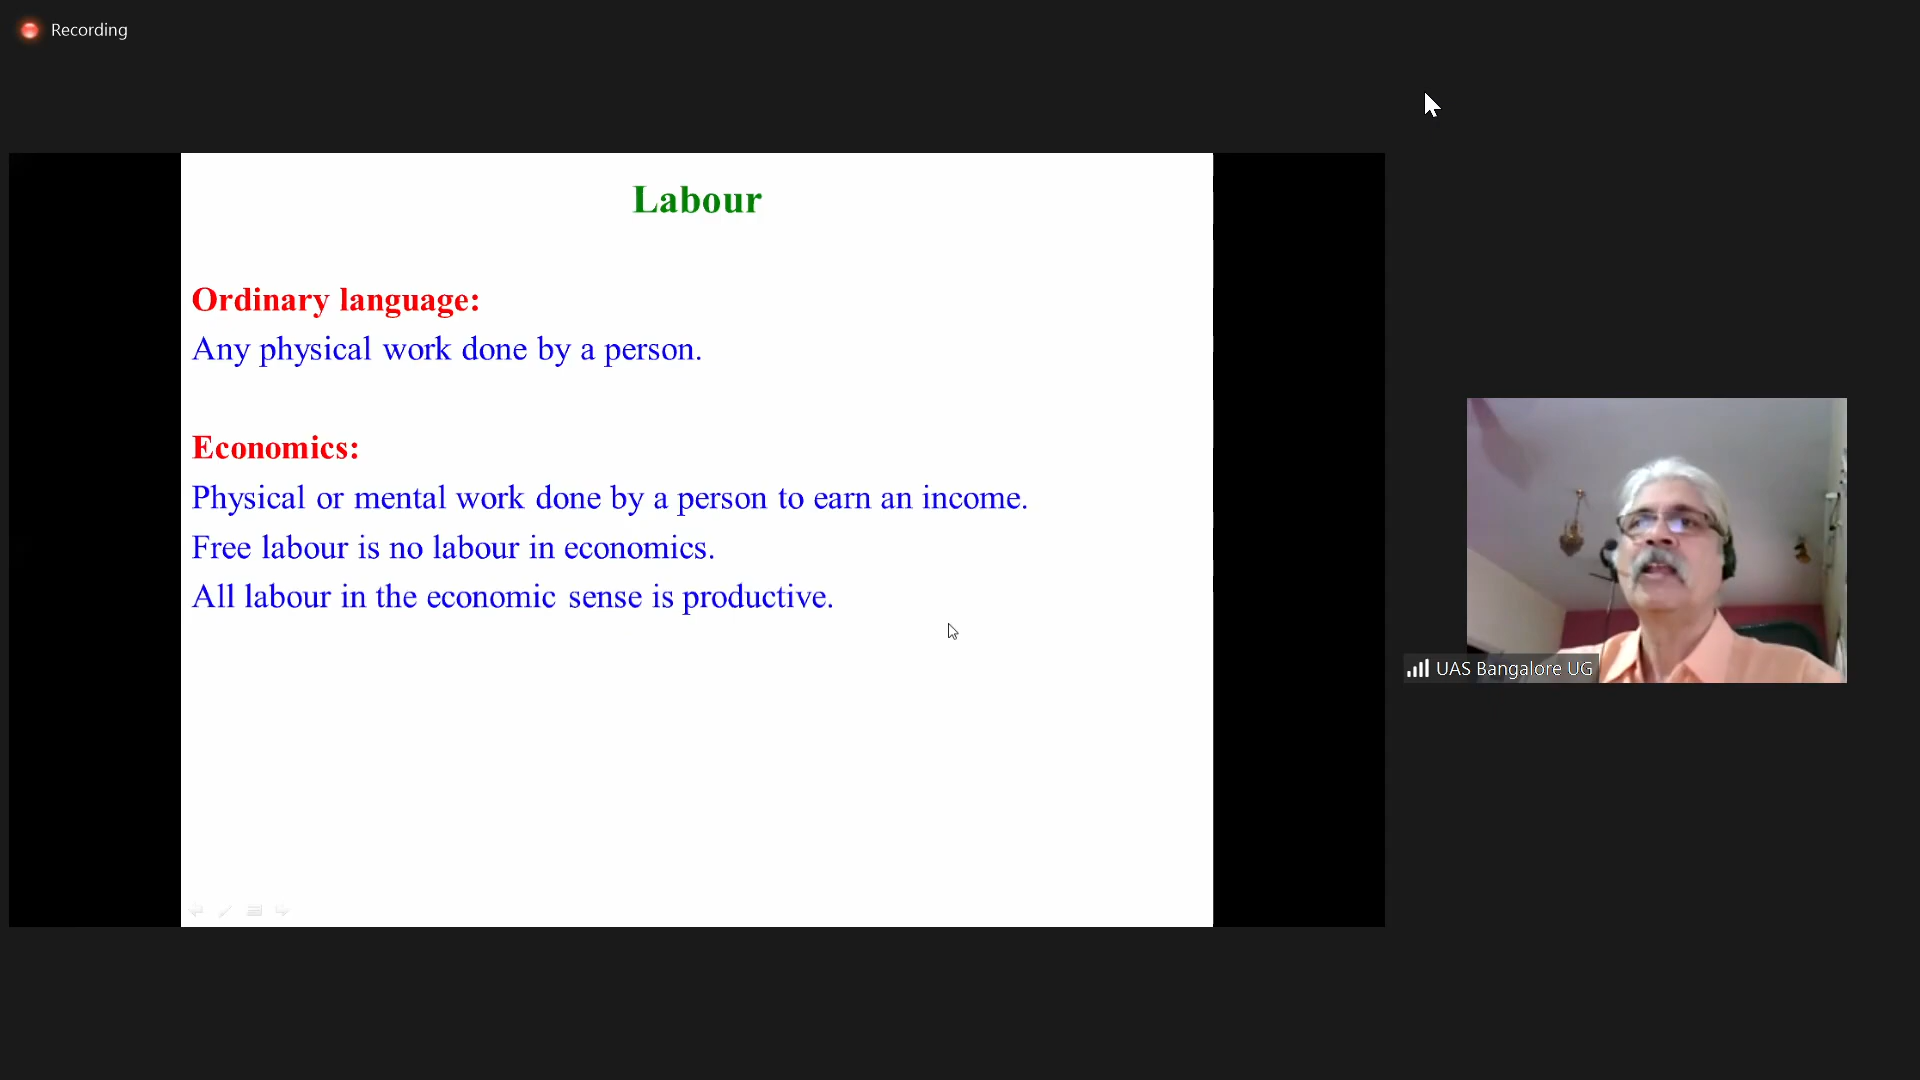 Recording
Labour
Ordinary language:
Any physical work done by a person.
Economics:
Physical or mental work done by a person to earn an income.
Free labour is no labour in economics.
All labour in the economic sense is productive.
UAS Bangalore UG